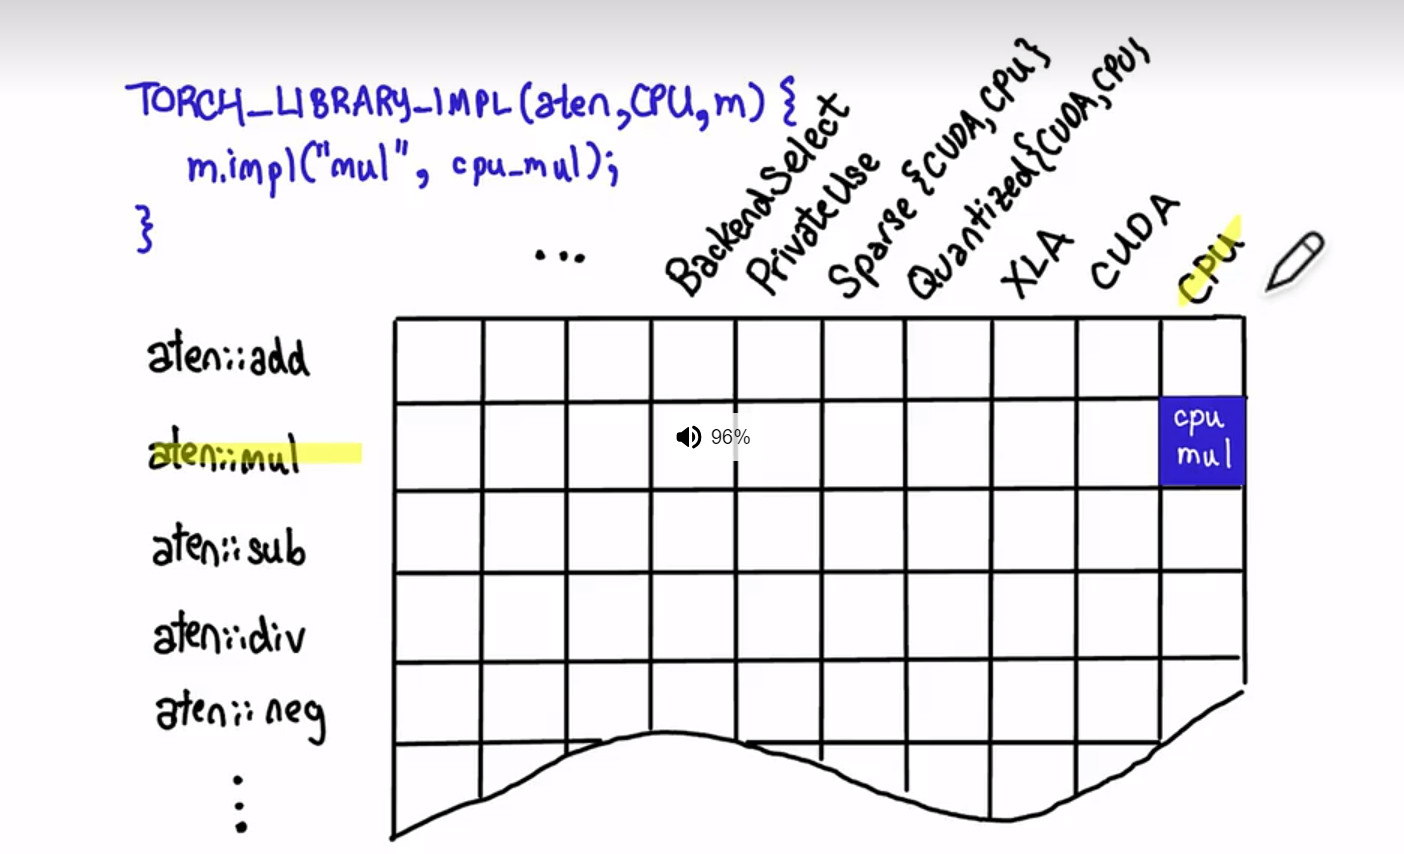 TORCH_LIBRARY_IMPL(aten,CPU,m) {
m.impl("mul", cpu_mul);
}
...
BackendSelect
PrivateUse
Sparse {CUDA,CPU}
Quantized{CUDA,CPU}
XLA
CUDA
CPU
aten::add
aten::mul
cpu
mul
96%
aten::sub
aten::div
aten::neg
⋮